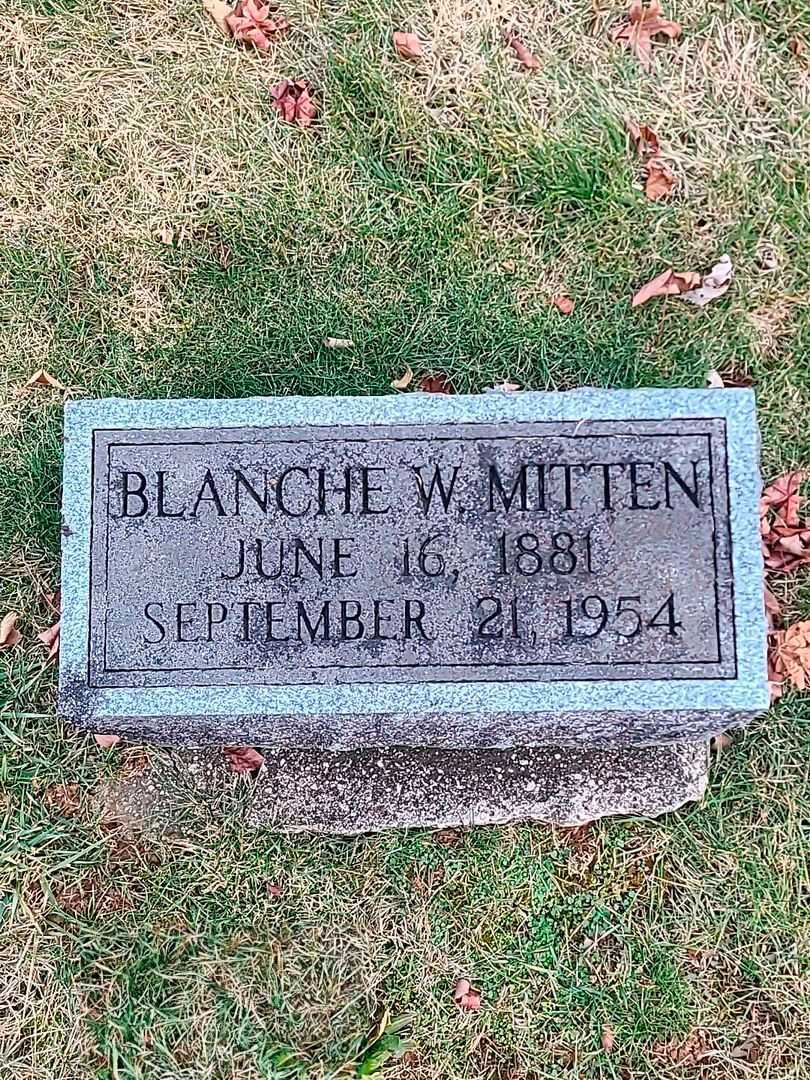 BLANCHE W. MITTEN
JUNE 16, 1881
SEPTEMBER 21, 1954